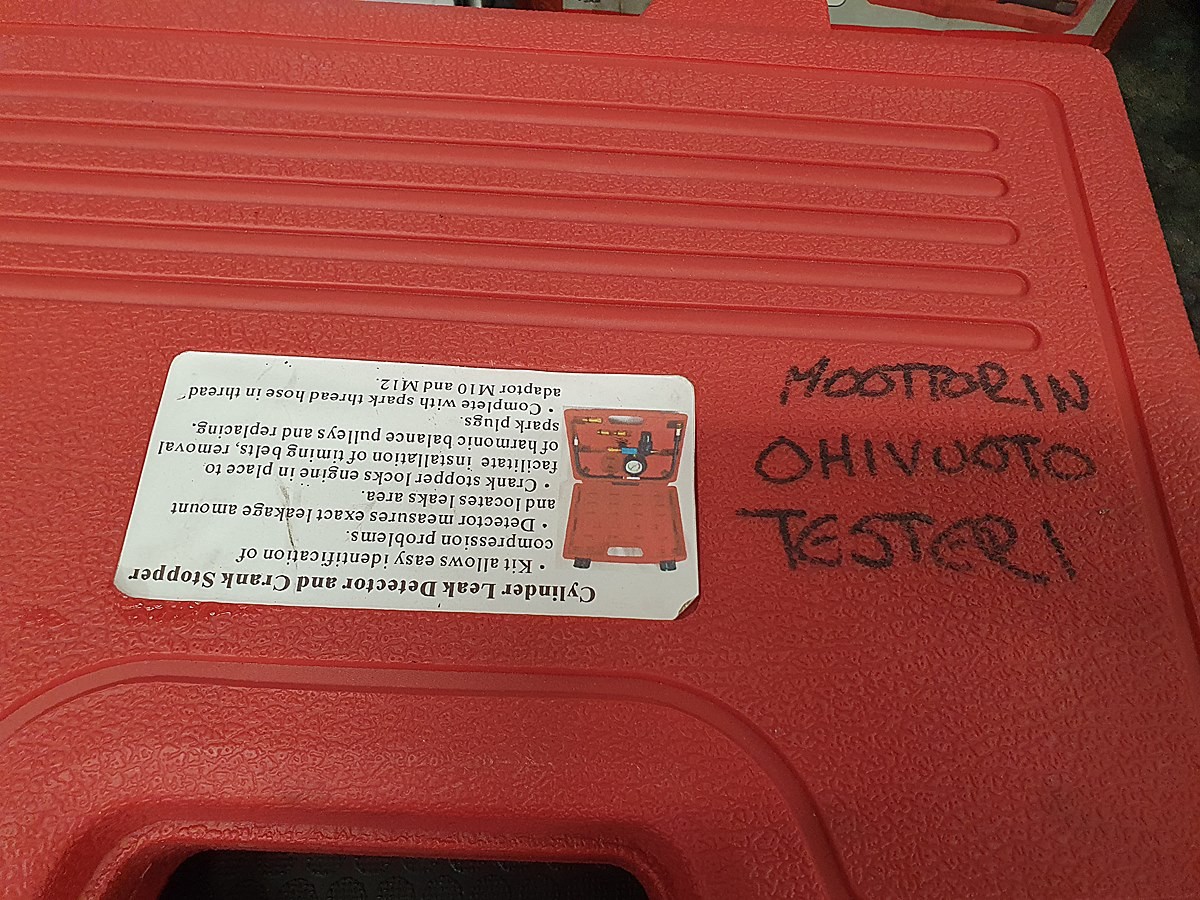 Cylinder Leak Detector and Crank Stopper
• Kit allows easy identification of
compression problems
• Detector measures exact leakage amount
and locates leaks area.
• Crank stopper locks engine in place to
facilitate installation of timing belts, removal
of harmonic balance pulleys and replacing.
spark plugs.
• Complete with spark thread hose in thread
adaptor M10 and M12.
MOOTTORIN
OHIVUOTO
TESTERI